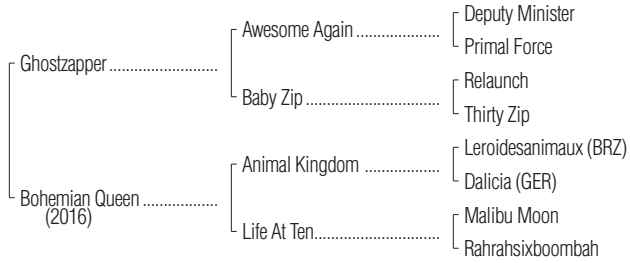 Deputy Minister
Awesome Again ....................
Primal Force
Ghostzapper ..........................
Relaunch
Baby Zip ................................
Thirty Zip
Leroidesanimaux (BRZ)
Animal Kingdom ..................
Dalicia (GER)
Bohemian Queen ..................
(2016)
Malibu Moon
Life At Ten..............................
Rahrahsixboombah